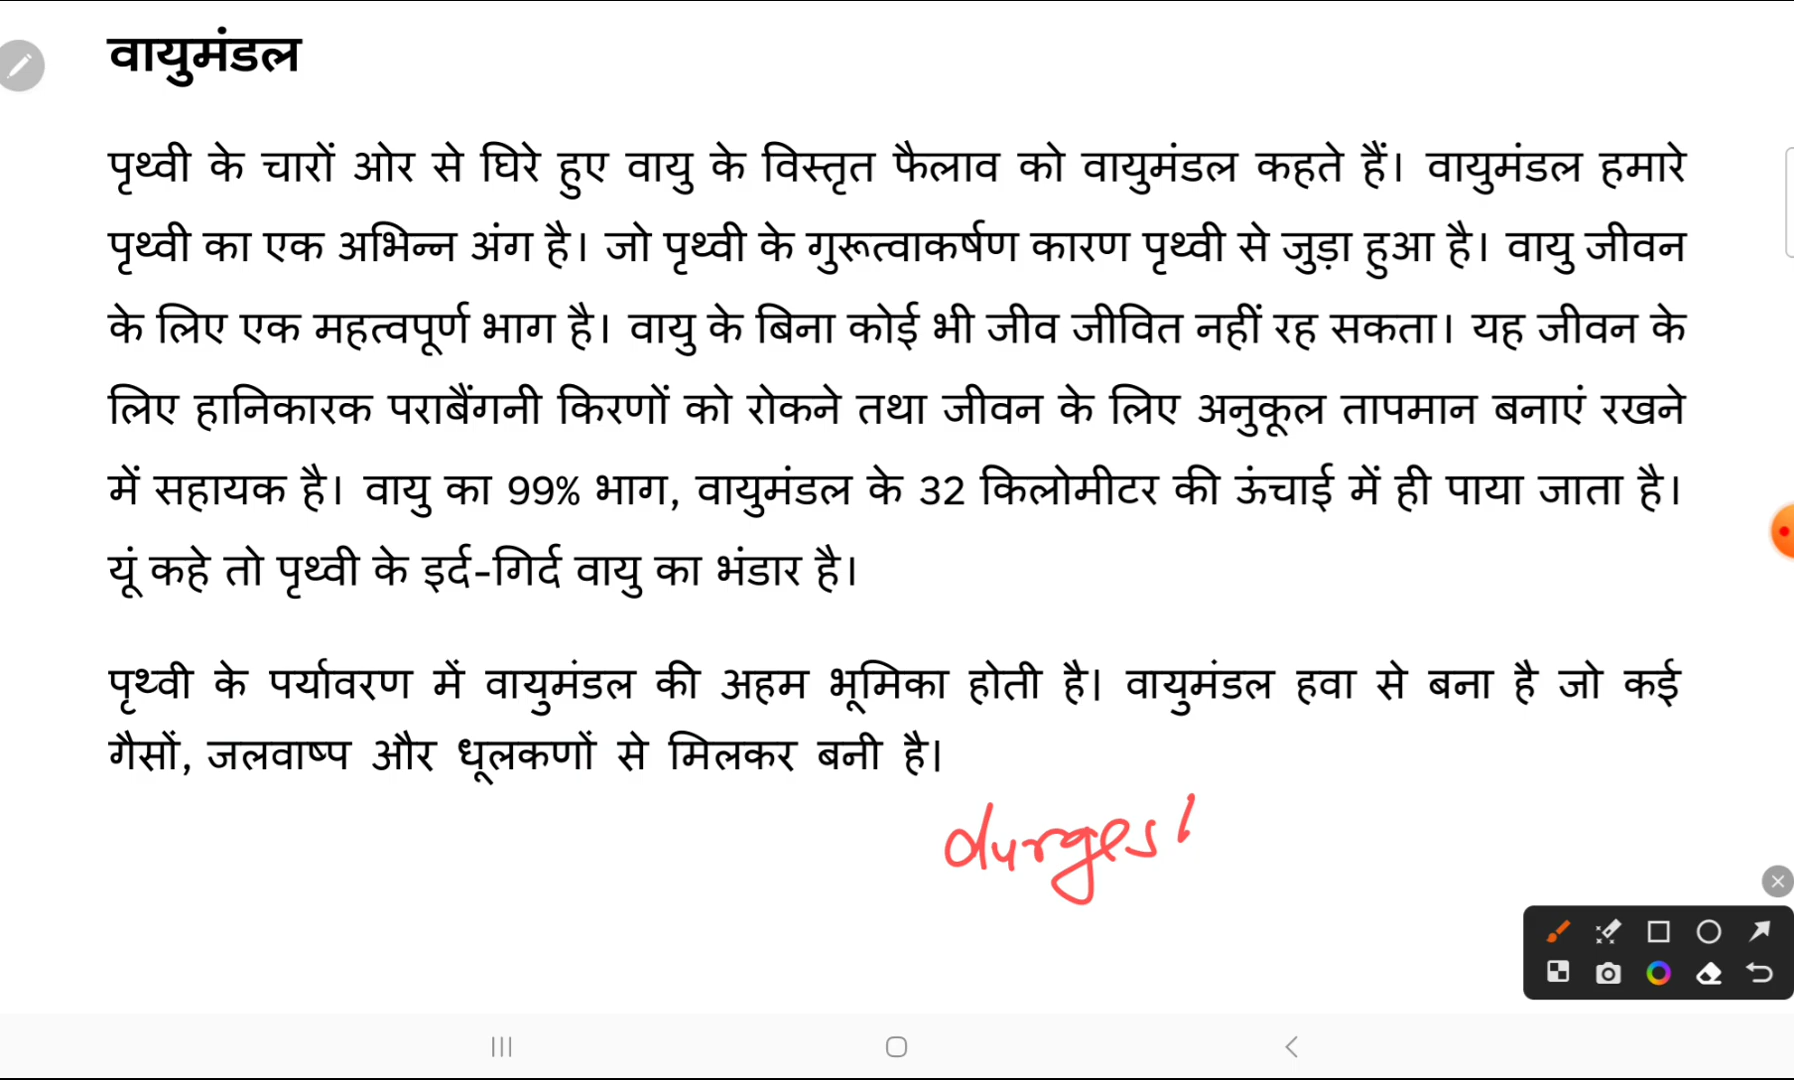 वायुमंडल
पृथ्वी के चारों ओर से घिरे हुए वायु के विस्तृत फैलाव को वायुमंडल कहते हैं। वायुमंडल हमारे
पृथ्वी का एक अभिन्न अंग है। जो पृथ्वी के गुरूत्वाकर्षण कारण पृथ्वी से जुड़ा हुआ है। वायु जीवन
के लिए एक महत्वपूर्ण भाग है। वायु के बिना कोई भी जीव जीवित नहीं रह सकता। यह जीवन के
लिए हानिकारक पराबैंगनी किरणों को रोकने तथा जीवन के लिए अनुकूल तापमान बनाएं रखने
में सहायक है। वायु का 99% भाग, वायुमंडल के 32 किलोमीटर की ऊंचाई में ही पाया जाता है।
यूं कहे तो पृथ्वी के इर्द-गिर्द वायु का भंडार है।
पृथ्वी के पर्यावरण में वायुमंडल की अहम भूमिका होती है। वायुमंडल हवा से बना है जो कई
गैसों, जलवाष्प और धूलकणों से मिलकर बनी है।
durges